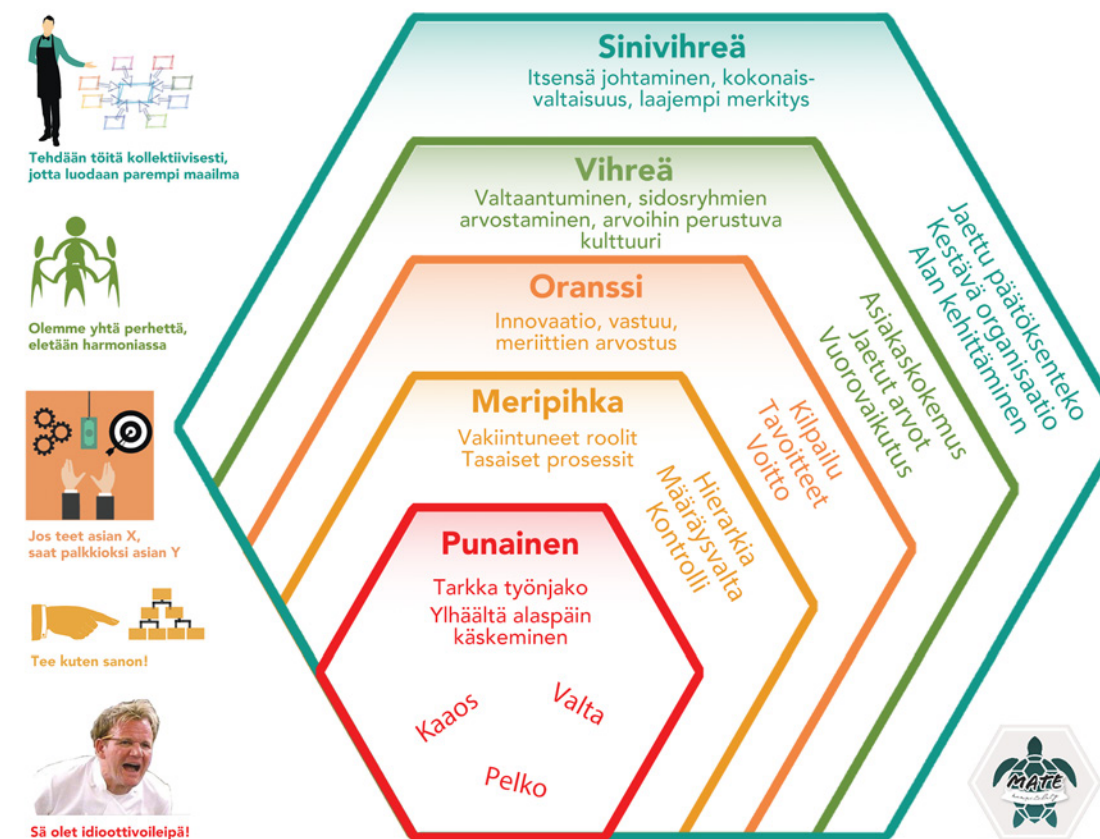 Sinivihreä
Itsensä johtaminen, kokonais-
valtaisuus, laajempi merkitys
Jaettu päätöksenteko
Kestävä organisaatio
Alan kehittäminen
Tehdään töitä kollektiivisesti,
jotta luodaan parempi maailma
Vihreä
Valtaantuminen, sidosryhmien
arvostaminen, arvoihin perustuva
kulttuuri
Asiakaskokemus
Jaetut arvot
Vuorovaikutus
Olemme yhtä perhettä,
eletään harmoniassa
Oranssi
Innovaatio, vastuu,
meriittien arvostus
Kilpailu
Tavoitteet
Voitto
Jos teet asian X,
saat palkkioksi asian Y
Meripihka
Vakiintuneet roolit
Tasaiset prosessit
Hierarkia
Määräysvalta
Kontrolli
Tee kuten sanon!
Punainen
Tarkka työnjako
Ylhäältä alaspäin
käskeminen
Kaaos
Valta
Pelko
Sä olet idioottivoileipä!
MATE